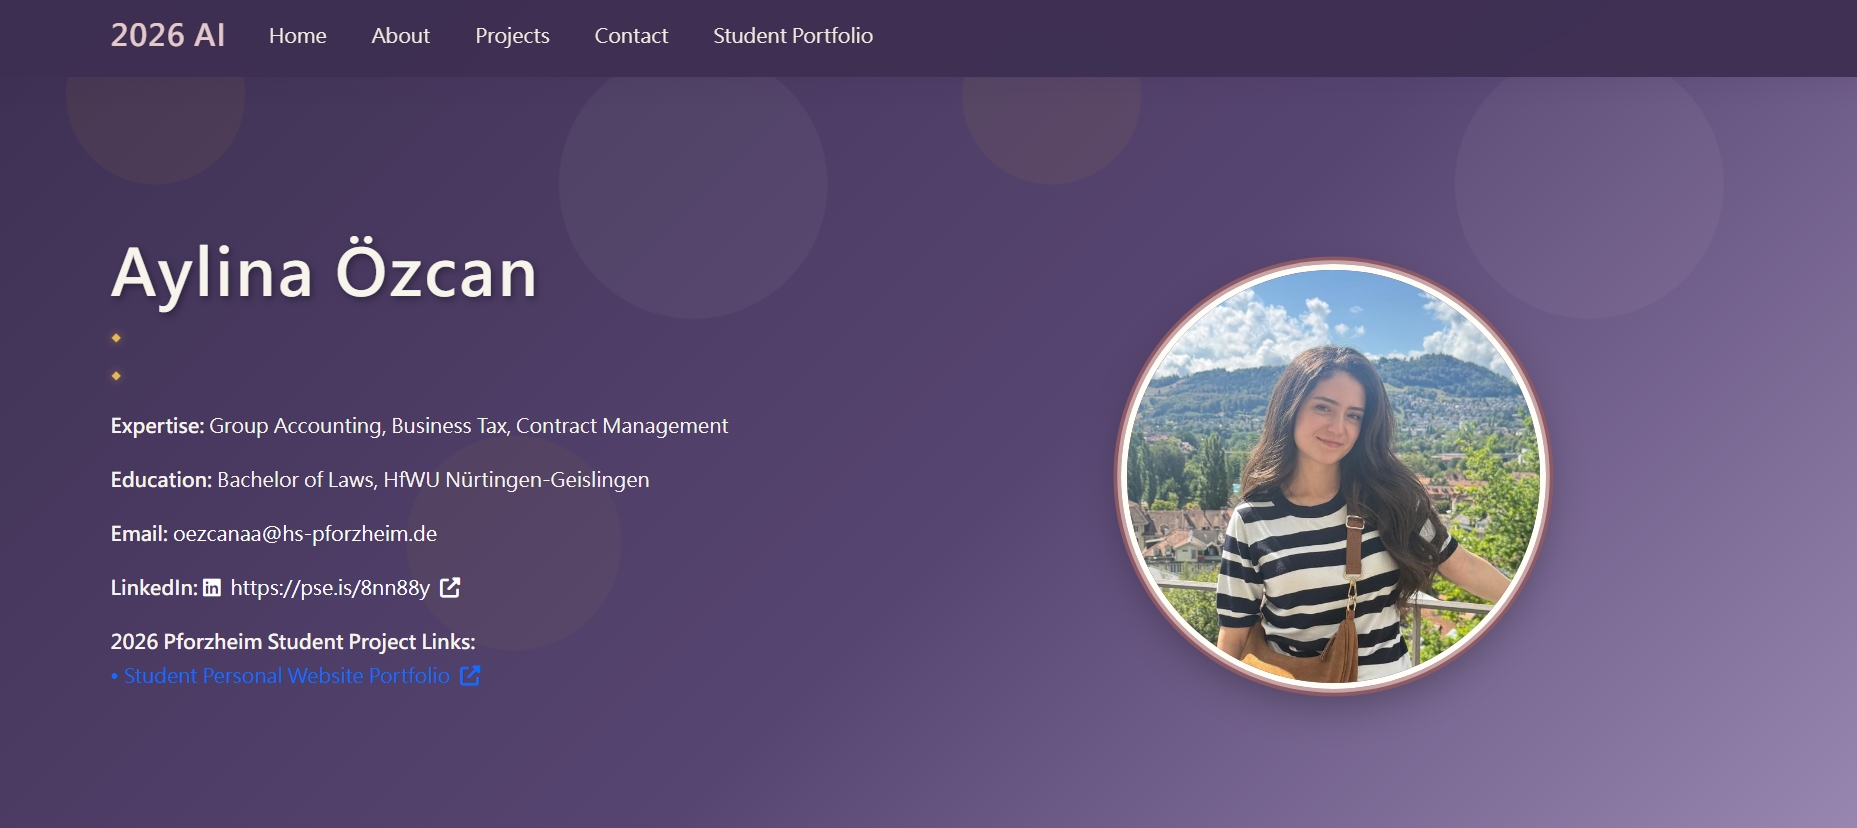 2026 AI Home About Projects Contact Student Portfolio
Aylina Özcan
Expertise: Group Accounting, Business Tax, Contract Management
Education: Bachelor of Laws, HfWU Nürtingen-Geislingen
Email: oezcanaa@hs-pforzheim.de
LinkedIn: in https://pse.is/8nn88y
2026 Pforzheim Student Project Links:
• Student Personal Website Portfolio